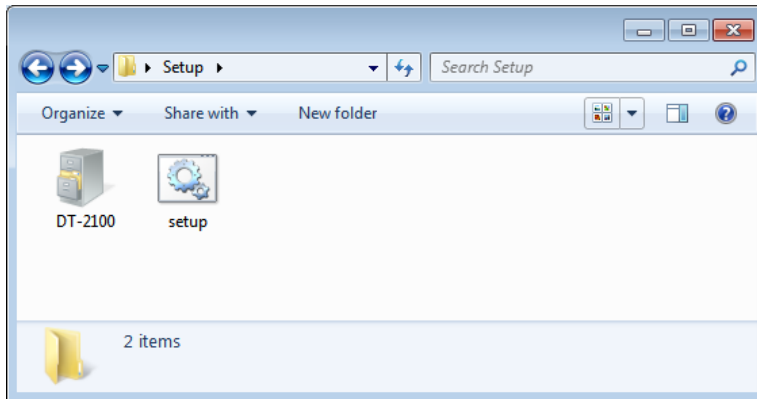 Setup
Search Setup
Organize
Share with
New folder
DT-2100
setup
2 items